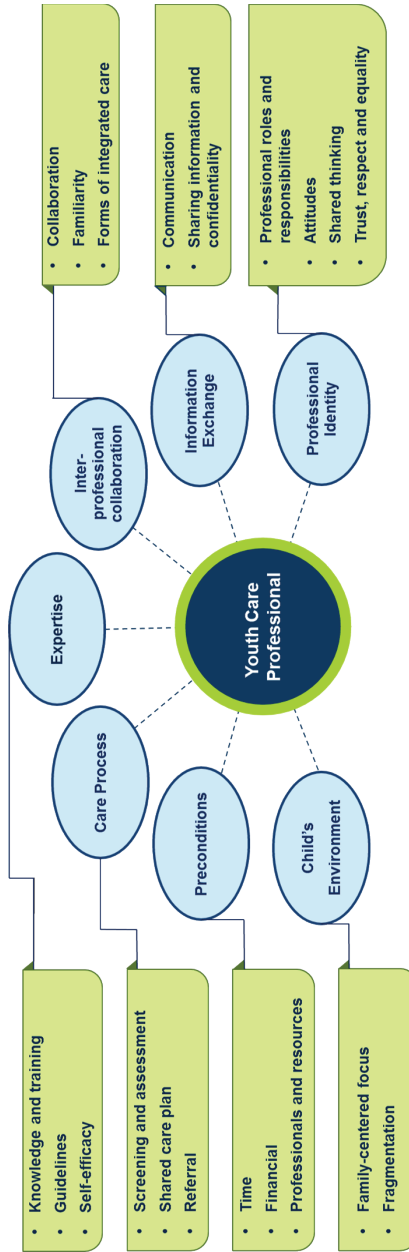 Knowledge and training
Guidelines
Self-efficacy
Screening and assessment
Shared care plan
Referral
Time
Financial
Professionals and resources
Family-centered focus
Fragmentation
Expertise
Care Process
Preconditions
Child's
Environment
Youth Care
Professional
Inter-
professional
collaboration
Information
Exchange
Professional
Identity
Collaboration
Familiarity
Forms of integrated care
Communication
Sharing information and
confidentiality
Professional roles and
responsibilities
Attitudes
Shared thinking
Trust, respect and equality